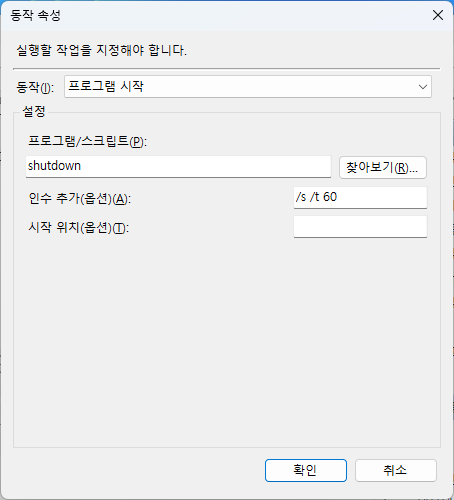 동작 속성
실행할 작업을 지정해야 합니다.
동작(I): 프로그램 시작
설정
프로그램/스크립트(P):
shutdown 찾아보기(R)...
인수 추가(옵션)(A): /s /t 60
시작 위치(옵션)(T):
확인 취소